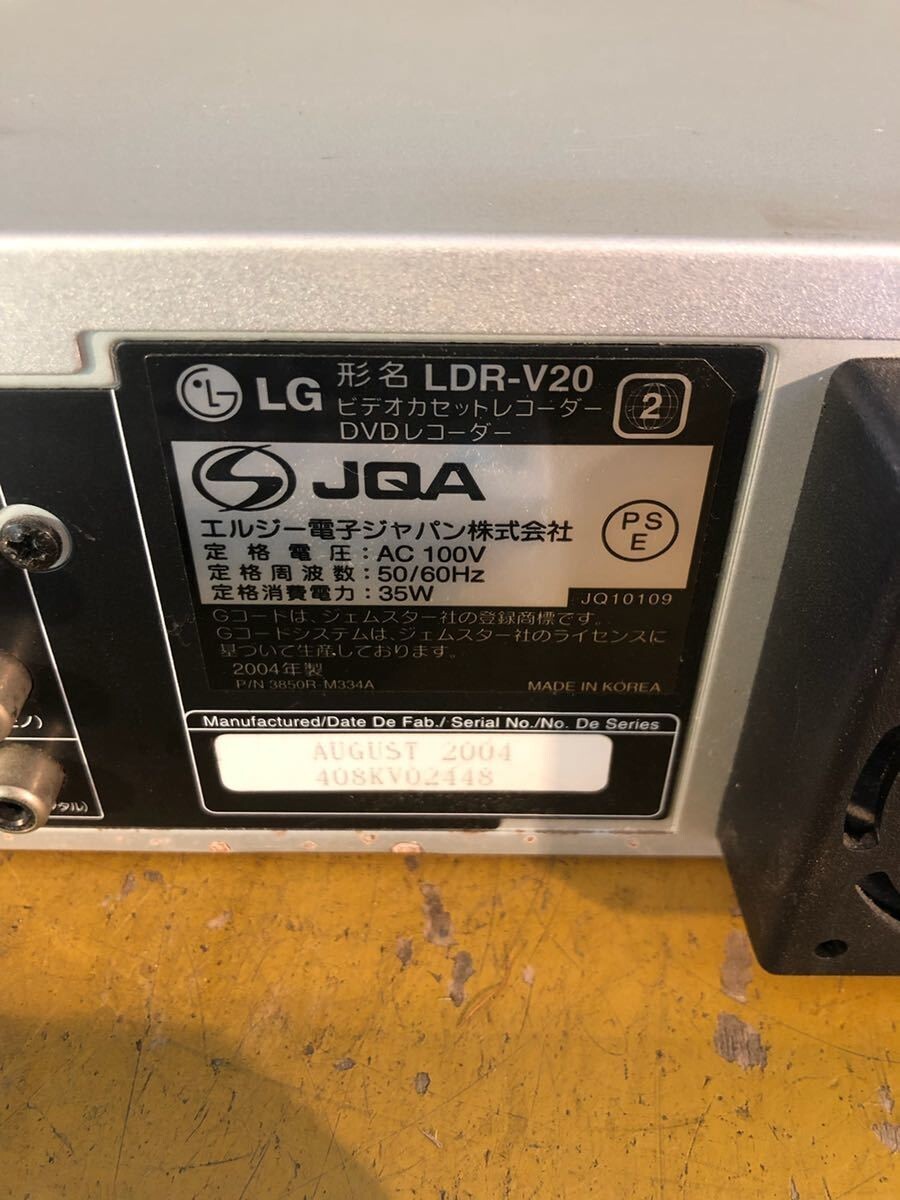 LG 形名 LDR-V20
ビデオカセットレコーダー
DVDレコーダー
2
JQA
エルジー電子ジャパン株式会社
定格電圧:AC 100V
定格周波数:50/60Hz
定格消費電力:35W
PS
E
JQ10109
Gコードは、ジェムスター社の登録商標です。
Gコードシステムは、ジェムスター社のライセンスに
基づいて生産しております。
2004年製
P/N 3850R-M334A
MADE IN KOREA
Manufactured/Date De Fab./ Serial No./No. De Series
AUGUST 2004
408KV02448
タル)